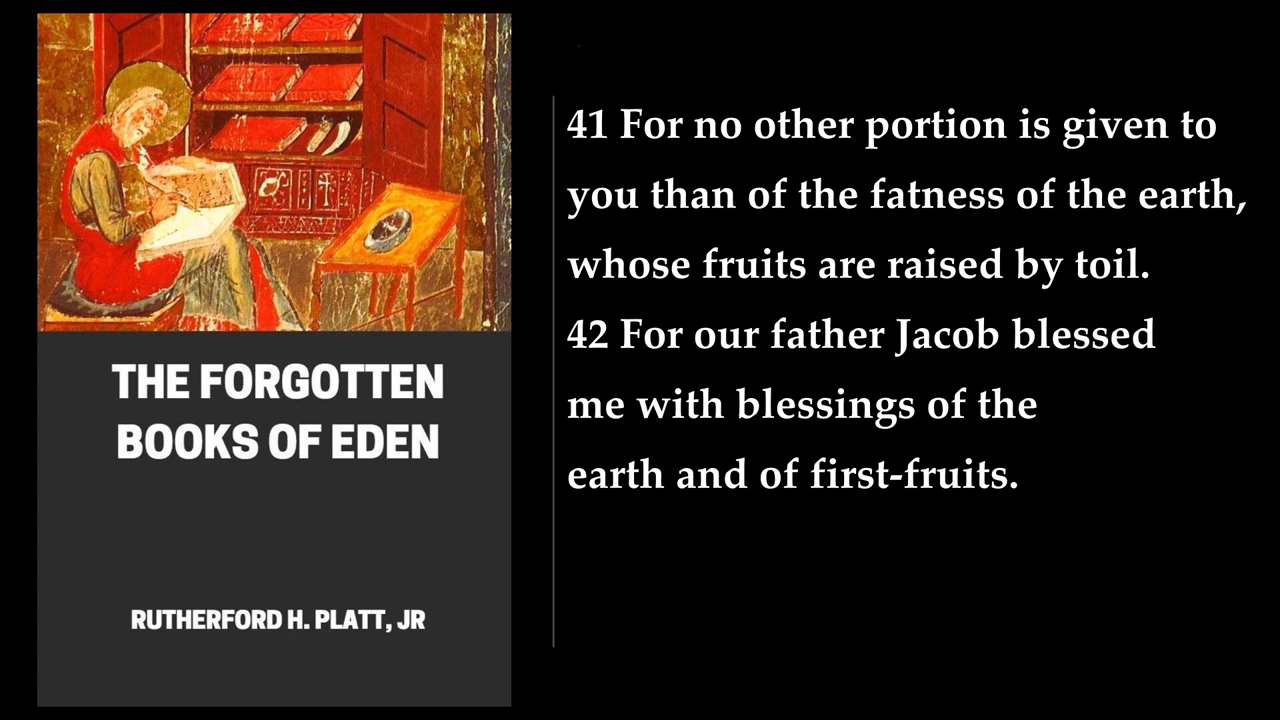 THE FORGOTTEN
BOOKS OF EDEN
RUTHERFORD H. PLATT, JR
41 For no other portion is given to
you than of the fatness of the earth,
whose fruits are raised by toil.
42 For our father Jacob blessed
me with blessings of the
earth and of first-fruits.